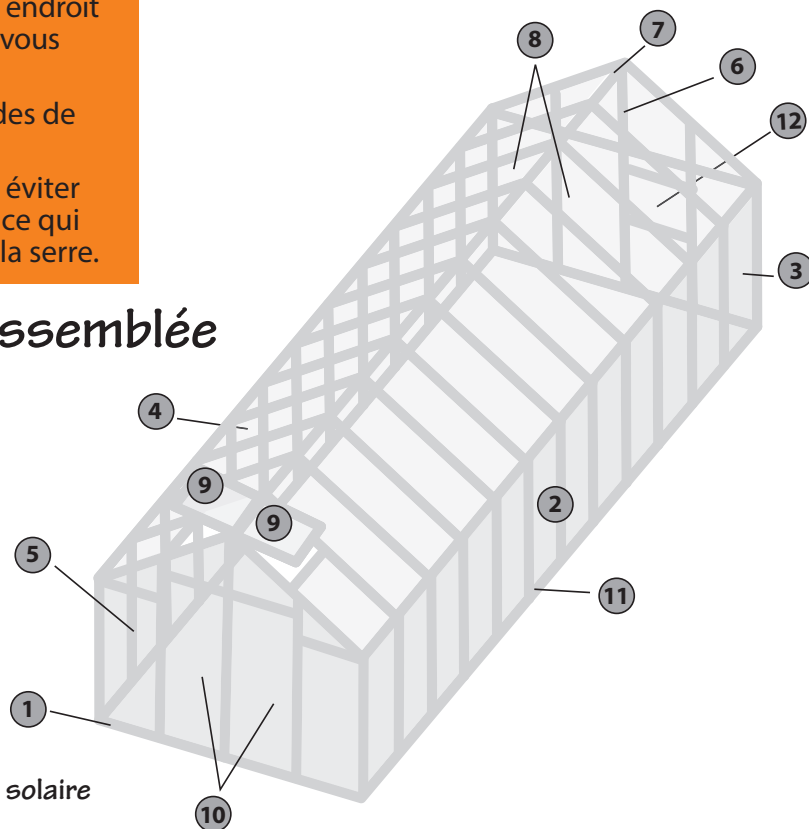 endroit
vous
des de
éviter
ce qui
la serre.
ssemblée
8
7
6
12
3
4
9
9
2
5
11
1
solaire
10